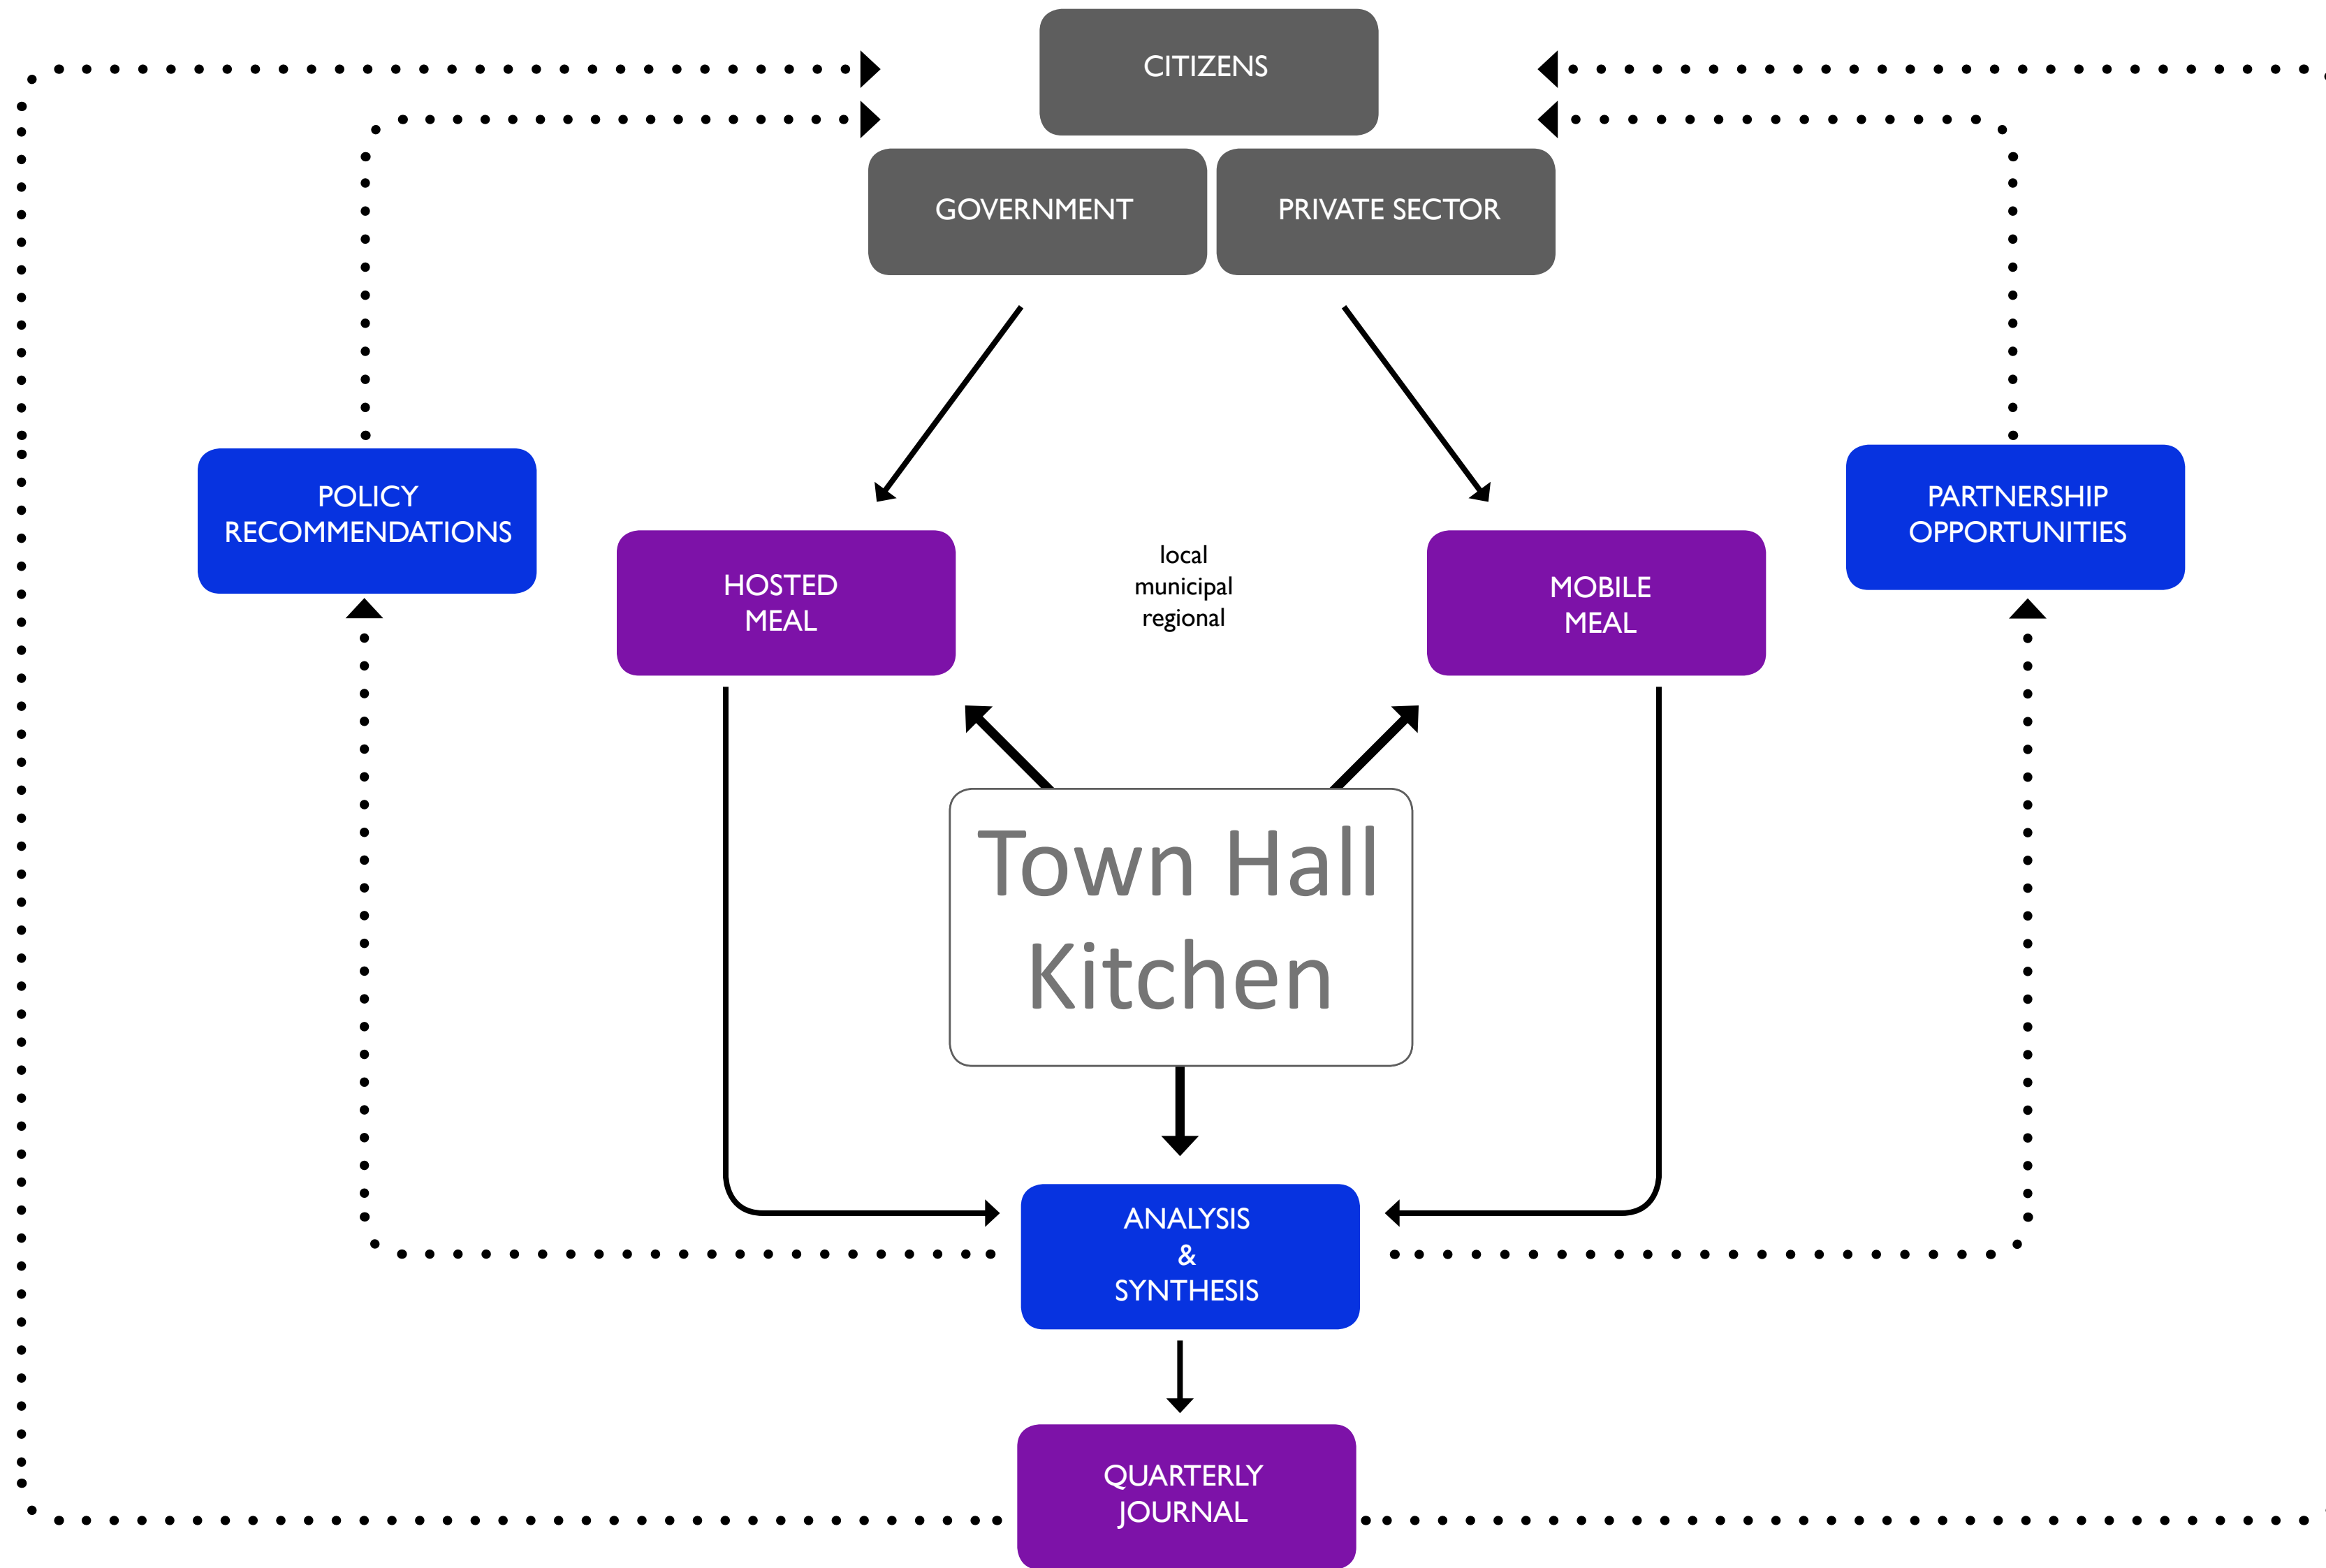 CITIZENS
GOVERNMENT
PRIVATE SECTOR
POLICY
RECOMMENDATIONS
HOSTED
MEAL
local
municipal
regional
MOBILE
MEAL
PARTNERSHIP
OPPORTUNITIES
Town Hall
Kitchen
ANALYSIS
&
SYNTHESIS
QUARTERLY
JOURNAL